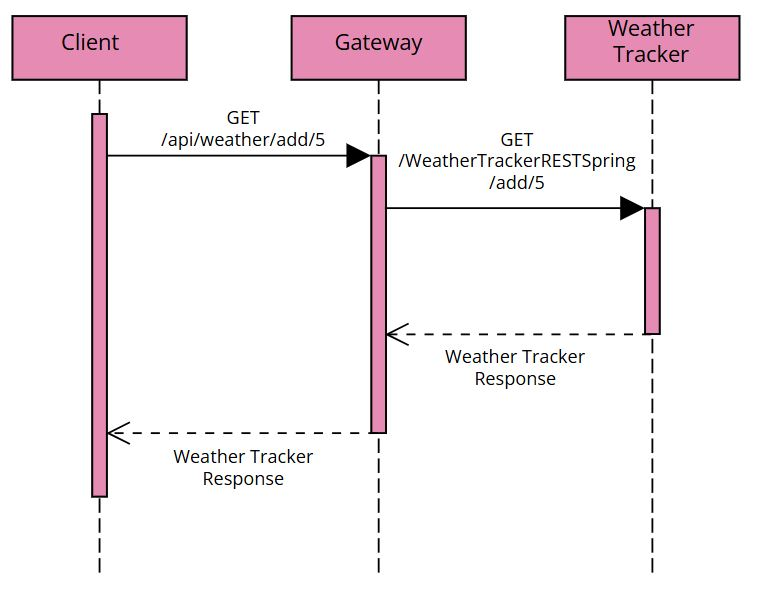 Client
Gateway
Weather
Tracker
GET
/api/weather/add/5
GET
/WeatherTrackerRESTSpring
/add/5
Weather Tracker
Response
Weather Tracker
Response